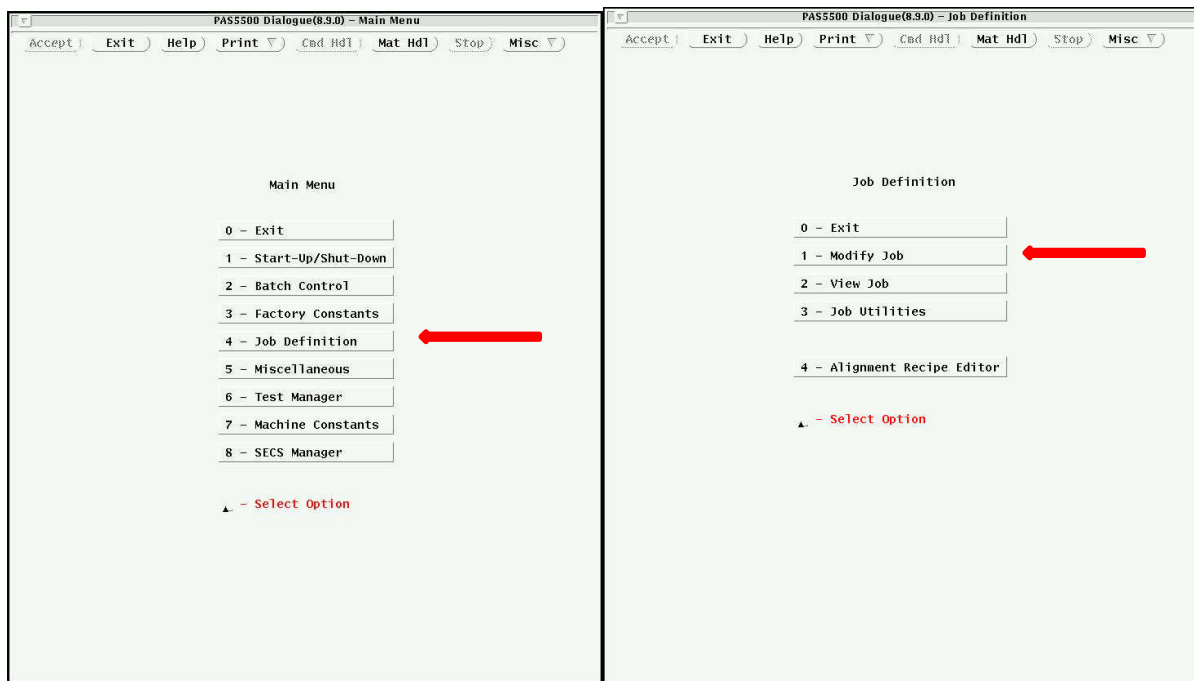 PAS5500 Dialogue(8.9.0) – Main Menu
Accept Exit Help Print Cmd Hdl Mat Hdl Stop Misc
Main Menu
0 – Exit
1 – Start-Up/Shut-Down
2 – Batch Control
3 – Factory Constants
4 – Job Definition
5 – Miscellaneous
6 – Test Manager
7 – Machine Constants
8 – SECS Manager
– Select Option
PAS5500 Dialogue(8.9.0) – Job Definition
Accept Exit Help Print Cmd Hdl Mat Hdl Stop Misc
Job Definition
0 – Exit
1 – Modify Job
2 – View Job
3 – Job Utilities
4 – Alignment Recipe Editor
– Select Option